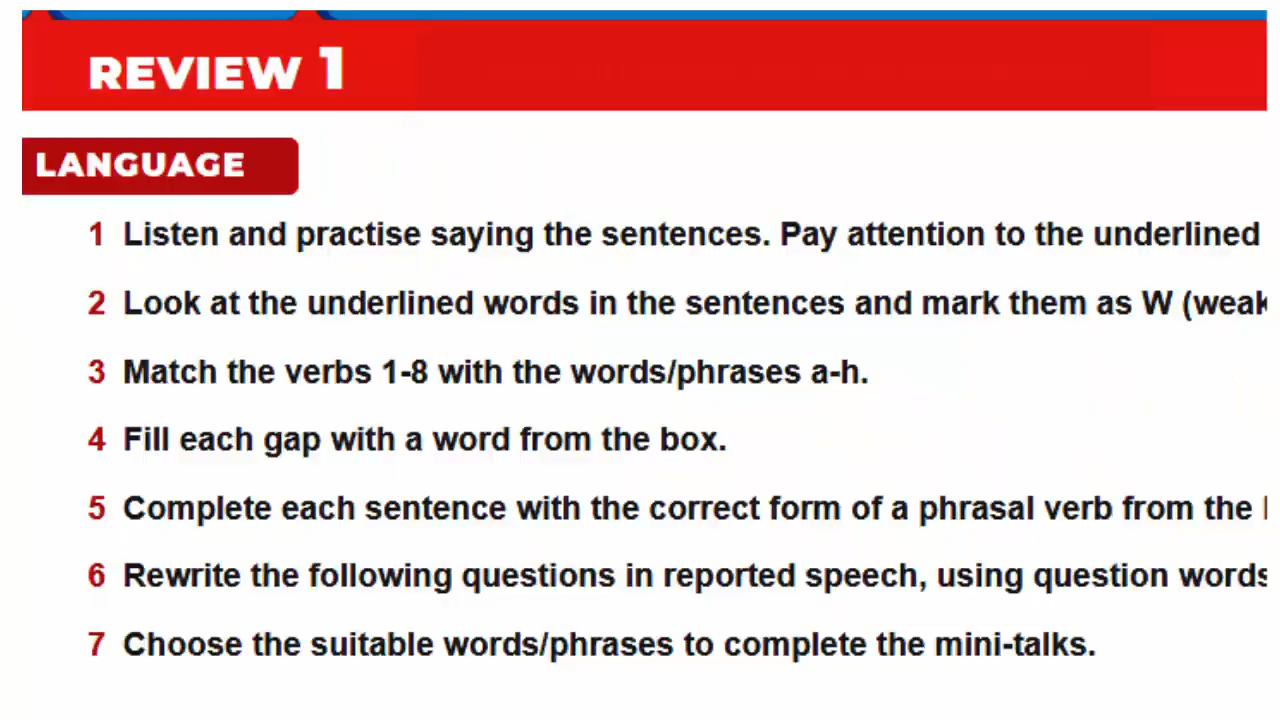 REVIEW 1
LANGUAGE
1 Listen and practise saying the sentences. Pay attention to the underlined
2 Look at the underlined words in the sentences and mark them as W (weak
3 Match the verbs 1-8 with the words/phrases a-h.
4 Fill each gap with a word from the box.
5 Complete each sentence with the correct form of a phrasal verb from the
6 Rewrite the following questions in reported speech, using question words
7 Choose the suitable words/phrases to complete the mini-talks.